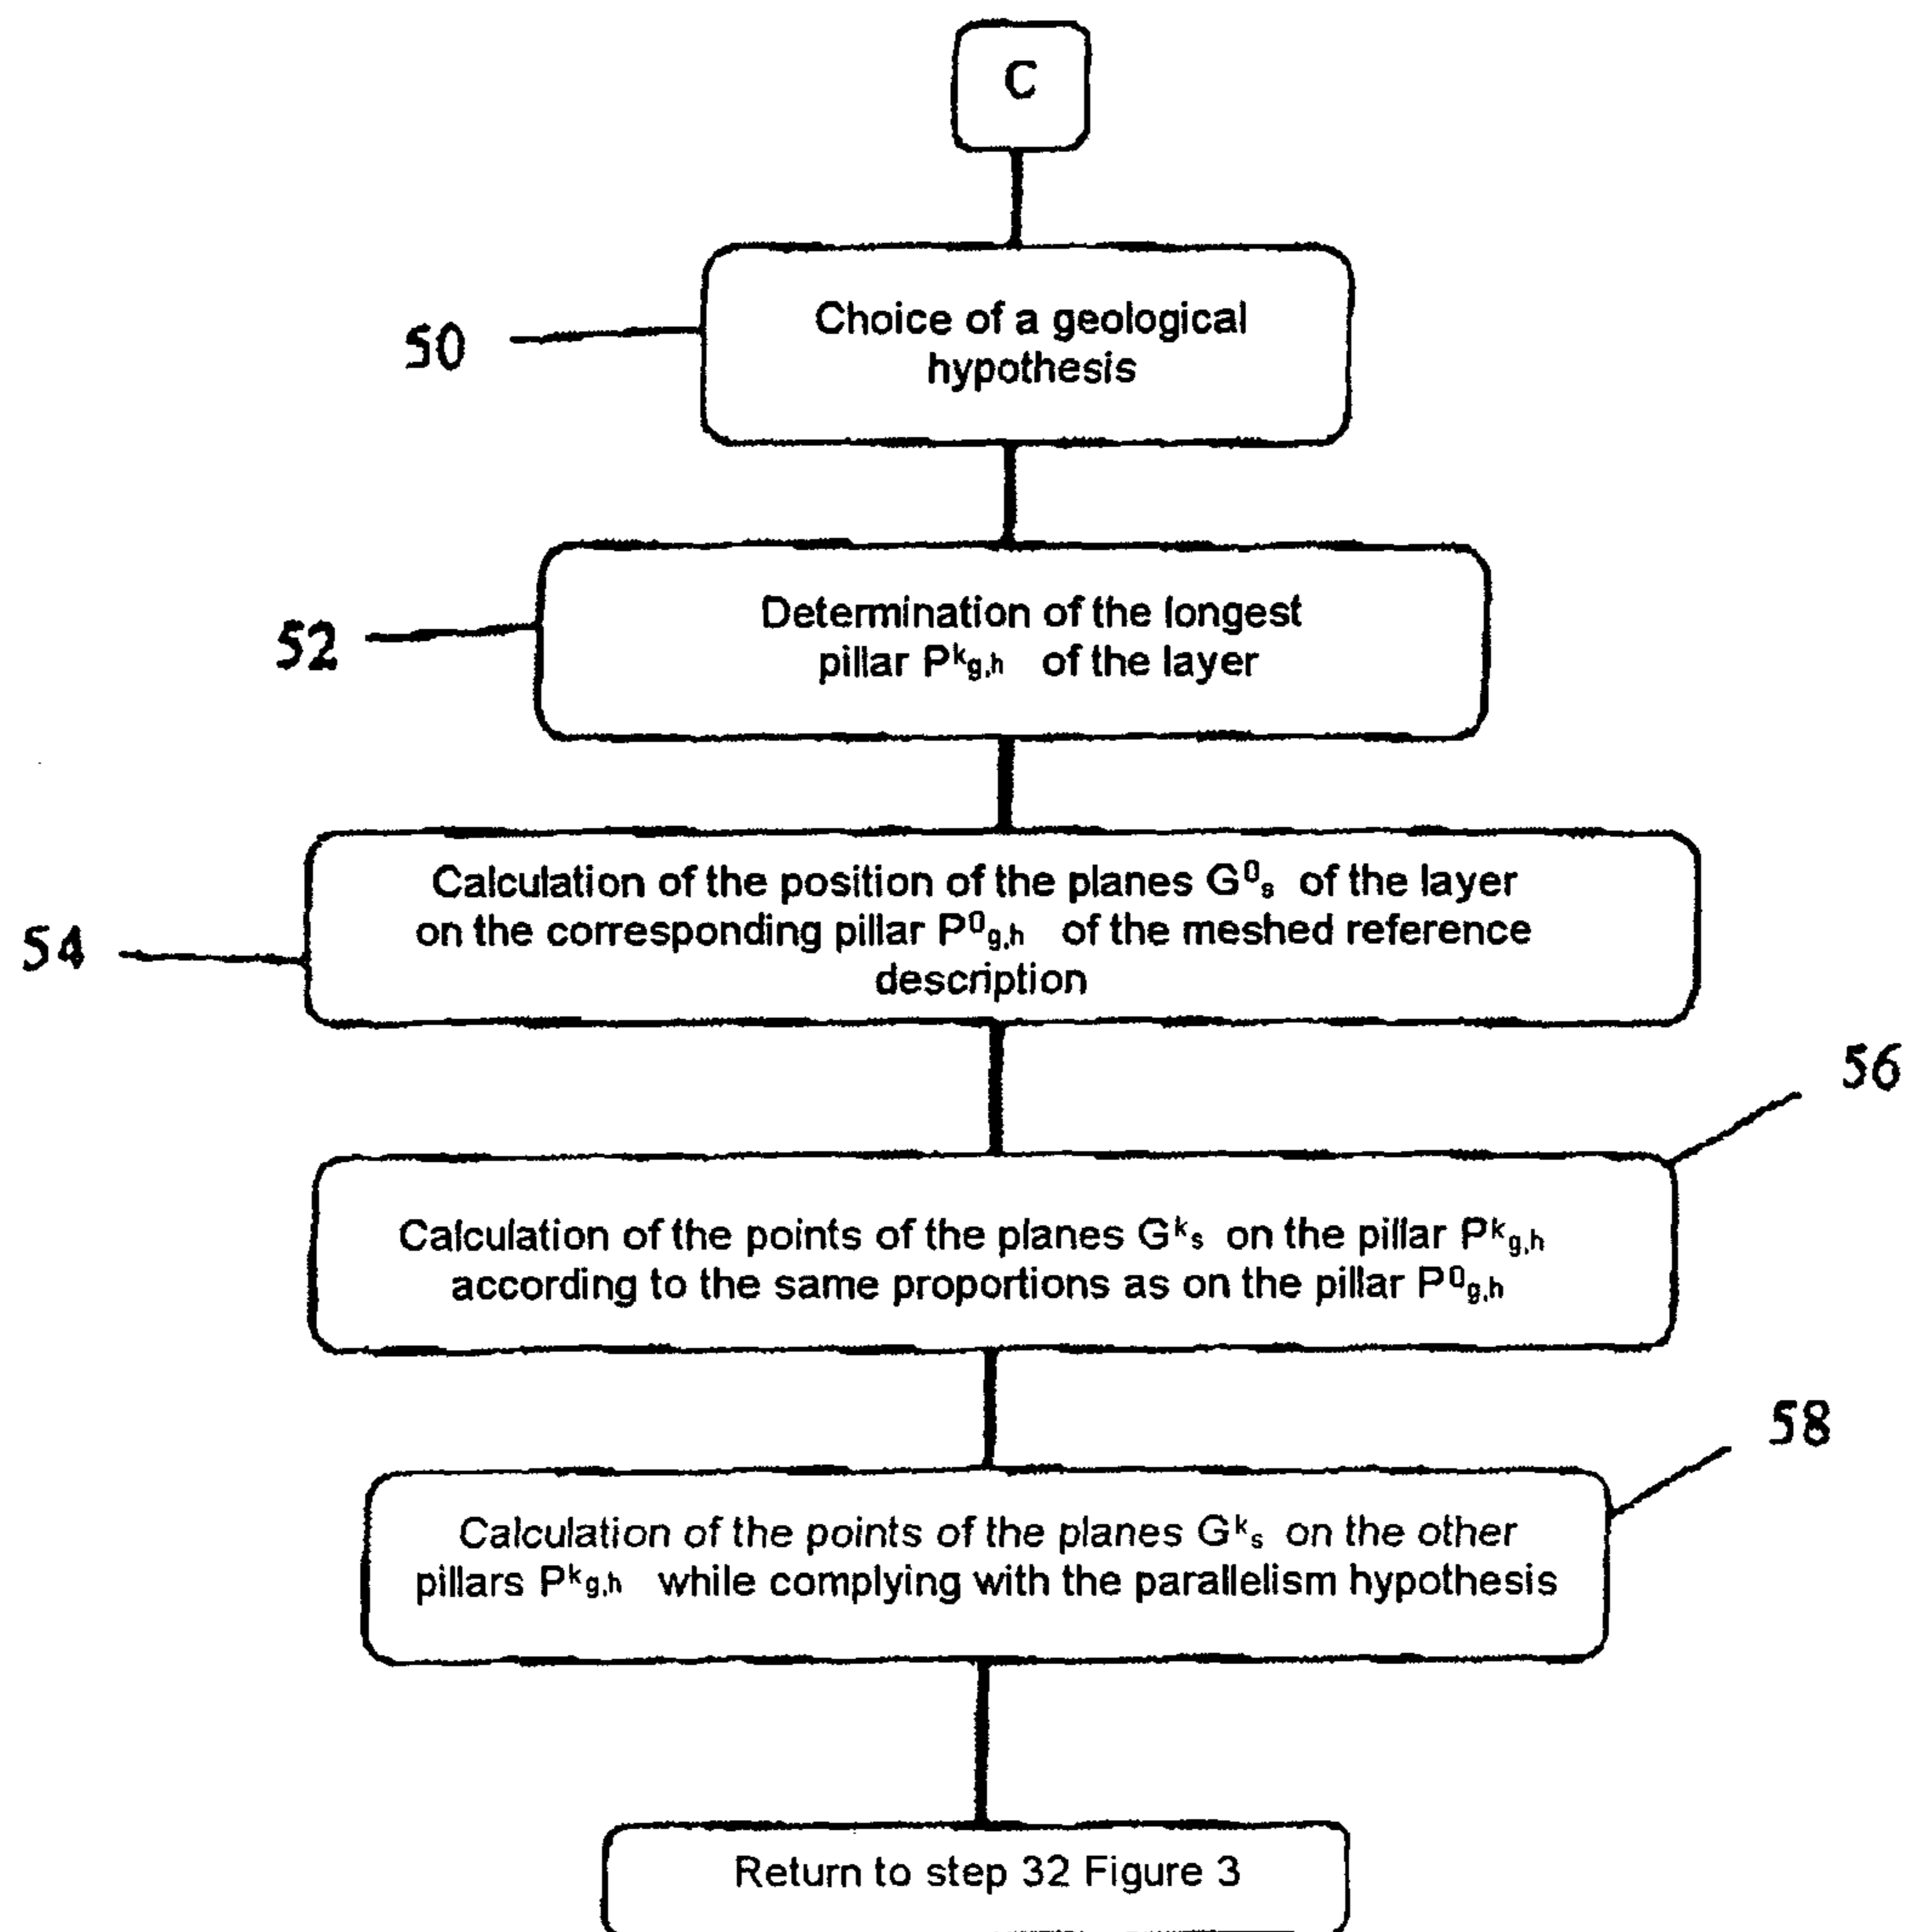 C
50
Choice of a geological
hypothesis
52
Determination of the longest
pillar Pᵏg,h of the layer
54
Calculation of the position of the planes G⁰s of the layer
on the corresponding pillar P⁰g,h of the meshed reference
description
56
Calculation of the points of the planes Gᵏs on the pillar Pᵏg,h
according to the same proportions as on the pillar P⁰g,h
58
Calculation of the points of the planes Gᵏs on the other
pillars Pᵏg,h while complying with the parallelism hypothesis
Return to step 32 Figure 3